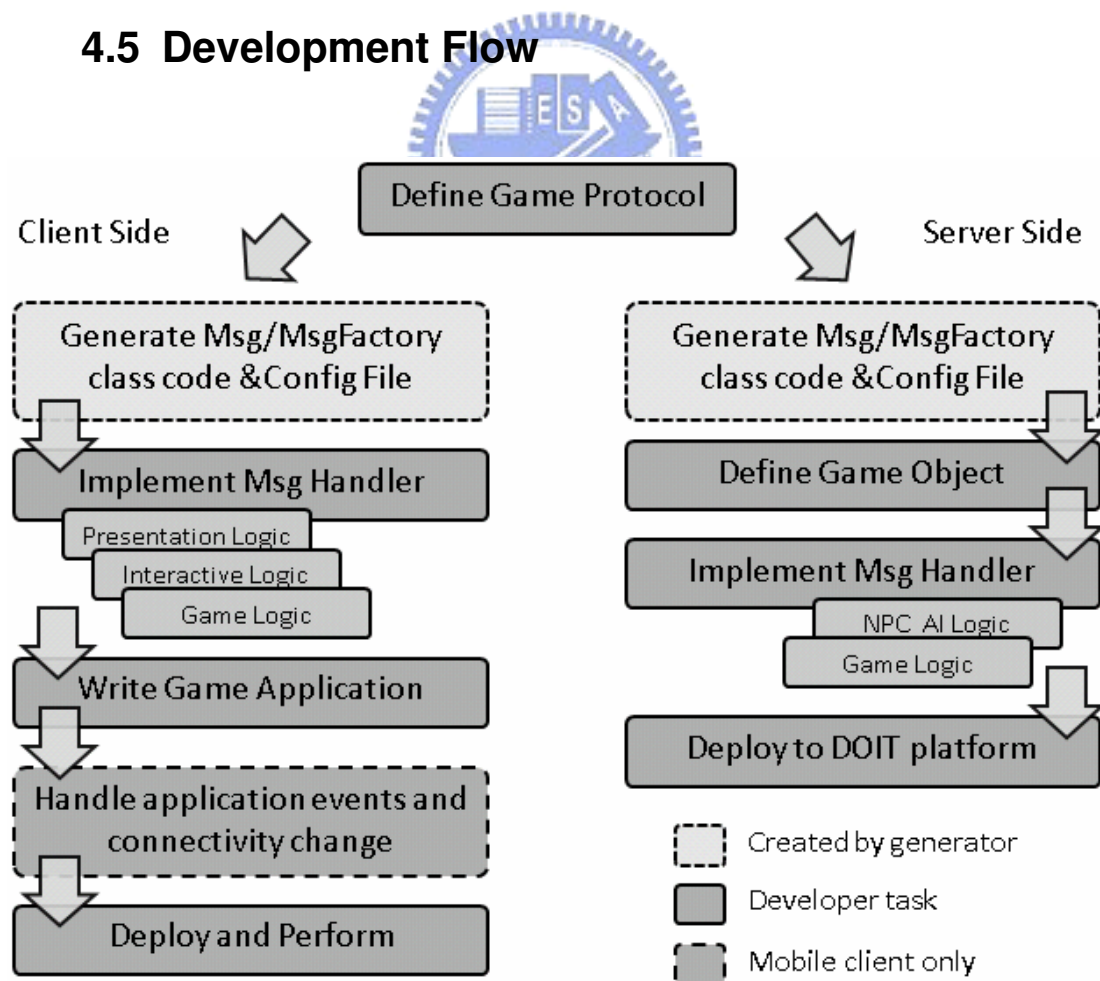 4.5 Development Flow
ESA
Define Game Protocol
Client Side
Server Side
Generate Msg/MsgFactory
class code &Config File
Implement Msg Handler
Presentation Logic
Interactive Logic
Game Logic
Write Game Application
Handle application events and
connectivity change
Deploy and Perform
Generate Msg/MsgFactory
class code &Config File
Define Game Object
Implement Msg Handler
NPC AI Logic
Game Logic
Deploy to DOIT platform
Created by generator
Developer task
Mobile client only